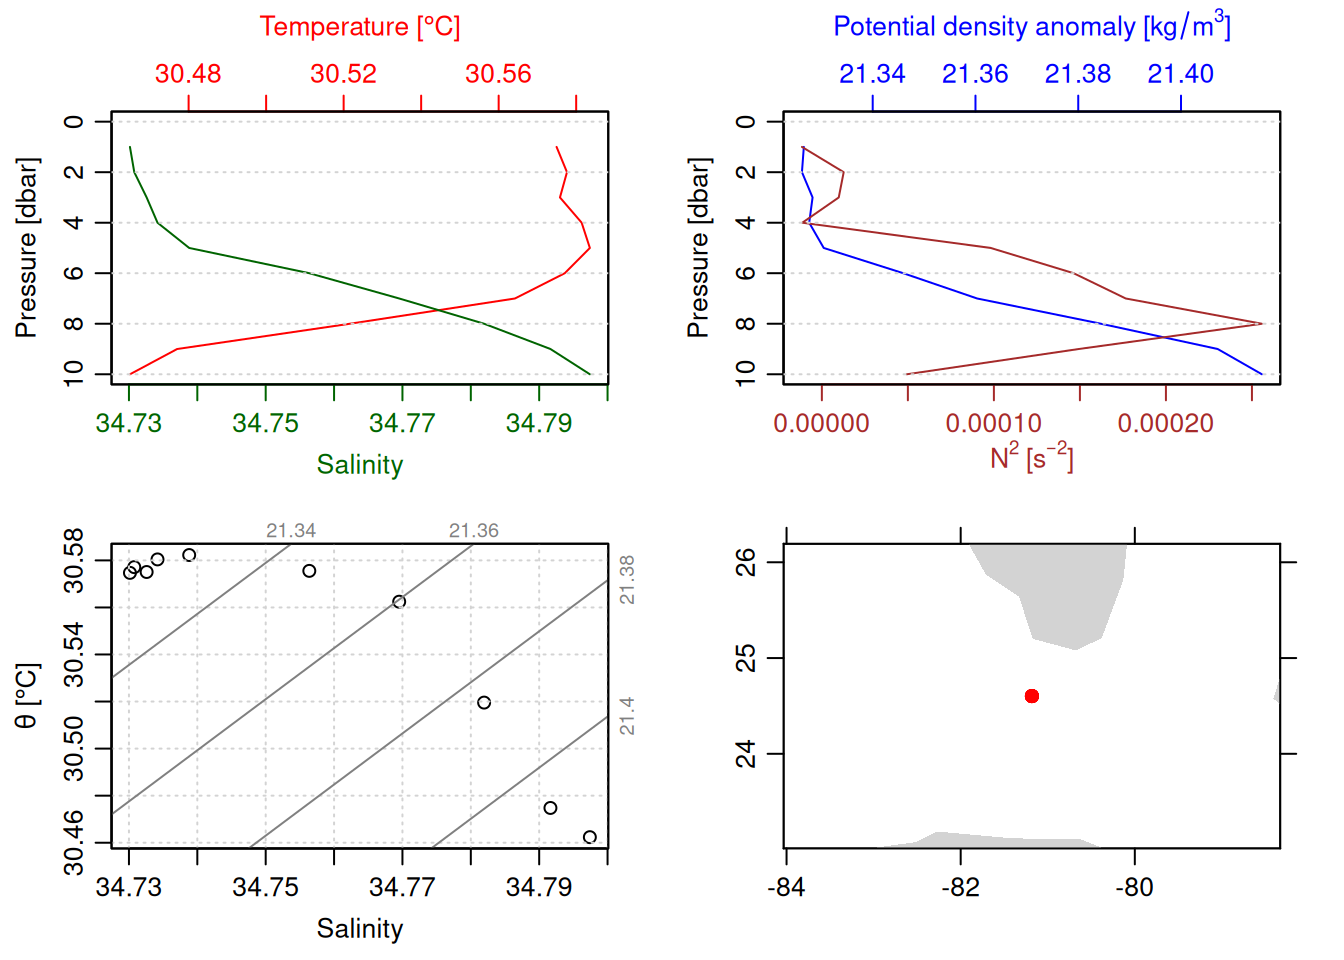 Temperature [°C]
30.48 30.52 30.56
Pressure [dbar]
0 2 4 6 8 10
34.73 34.75 34.77 34.79
Salinity
Potential density anomaly [kg/m³]
21.34 21.36 21.38 21.40
Pressure [dbar]
0 2 4 6 8 10
0.00000 0.00010 0.00020
N² [s⁻²]
21.34 21.36
21.38
21.4
θ [°C]
30.58 30.54 30.50 30.46
34.73 34.75 34.77 34.79
Salinity
26
25
24
-84 -82 -80